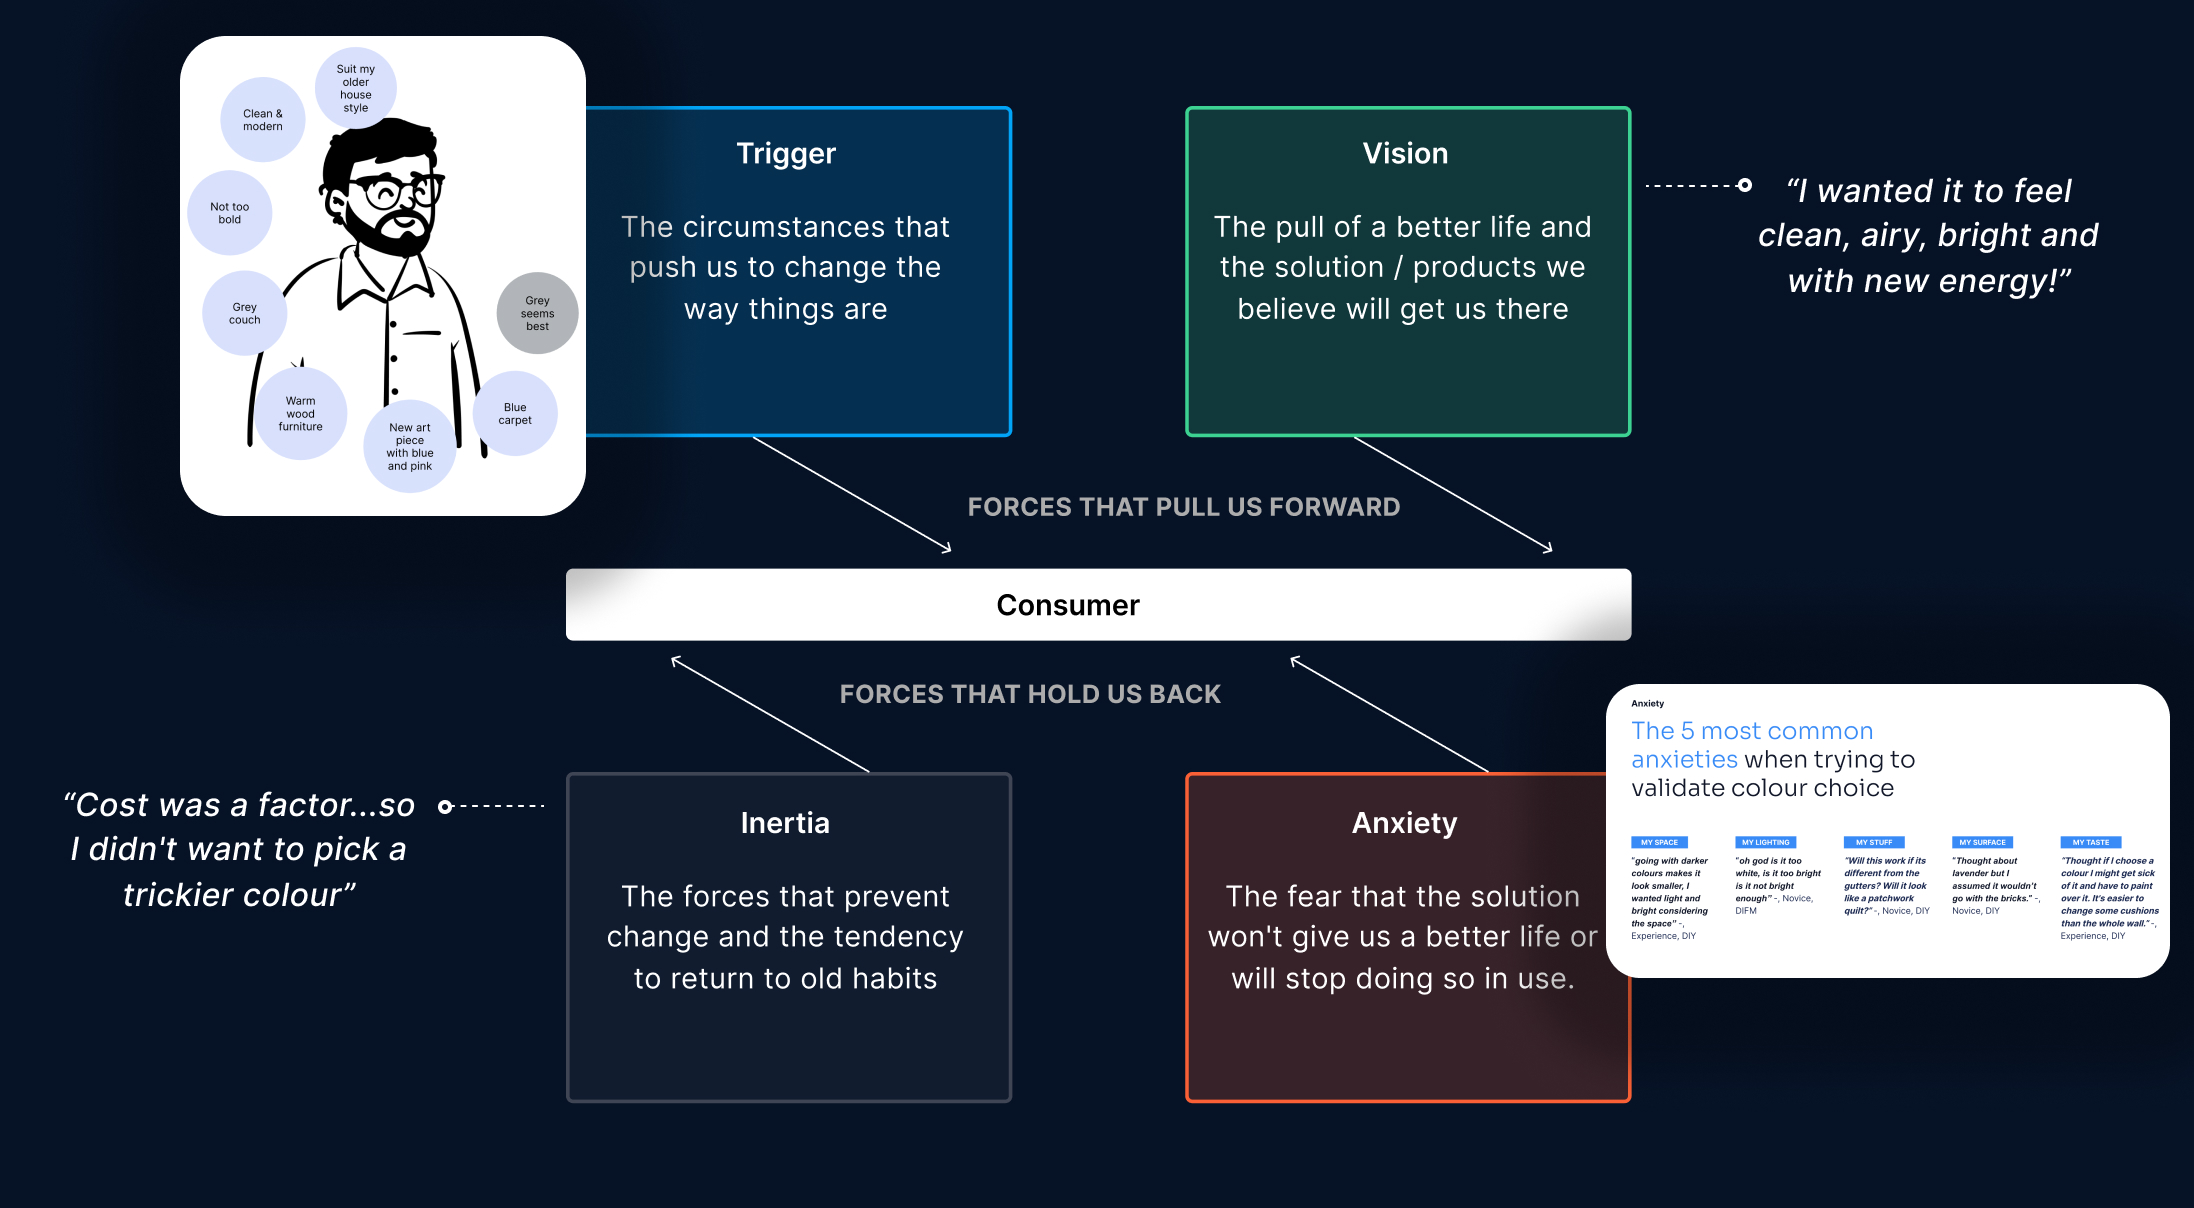 Suit my
older
house
style
Clean &
modern
Not too
bold
Grey
couch
Grey
seems
best
Warm
wood
furniture
New art
piece
with blue
and pink
Blue
carpet
Trigger
The circumstances that
push us to change the
way things are
Vision
The pull of a better life and
the solution / products we
believe will get us there
“I wanted it to feel
clean, airy, bright and
with new energy!”
FORCES THAT PULL US FORWARD
Consumer
FORCES THAT HOLD US BACK
“Cost was a factor...so
I didn't want to pick a
trickier colour”
Inertia
The forces that prevent
change and the tendency
to return to old habits
Anxiety
The fear that the solution
won't give us a better life or
will stop doing so in use.
Anxiety
The 5 most common
anxieties when trying to
validate colour choice
MY SPACE
"going with darker
colours makes it
look smaller, I
wanted light and
bright considering
the space" -,
Experience, DIY
MY LIGHTING
"oh god is it too
white, is it too bright
is it not bright
enough" -, Novice,
DIFM
MY STUFF
"Will this work if its
different from the
gutters? Will it look
like a patchwork
quilt?" -, Novice, DIY
MY SURFACE
"Thought about
lavender but I
assumed it wouldn't
go with the bricks." -,
Novice, DIY
MY TASTE
"Thought if I choose a
colour I might get sick
of it and have to paint
over it. It's easier to
change some cushions
than the whole wall." -,
Experience, DIY